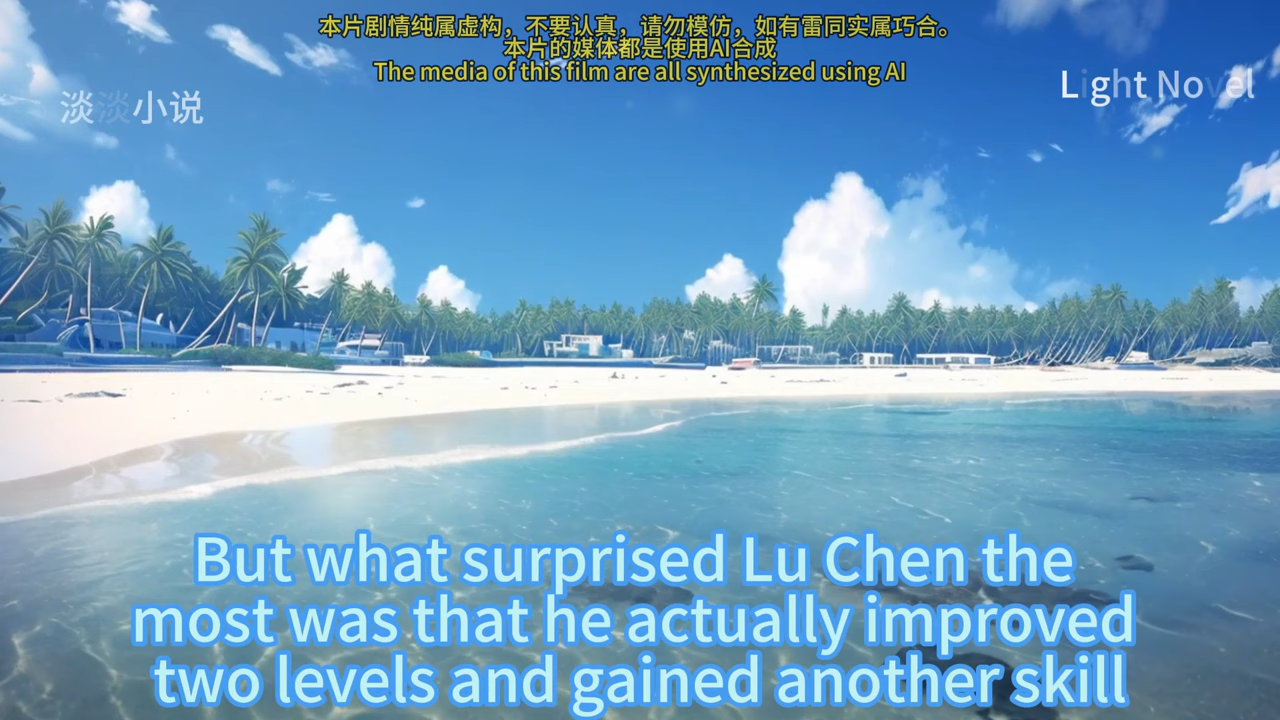 本片剧情纯属虚构，不要认真，请勿模仿，如有雷同实属巧合。
本片的媒体都是使用AI合成
The media of this film are all synthesized using AI
淡淡小说
Light Novel
But what surprised Lu Chen the
most was that he actually improved
two levels and gained another skill